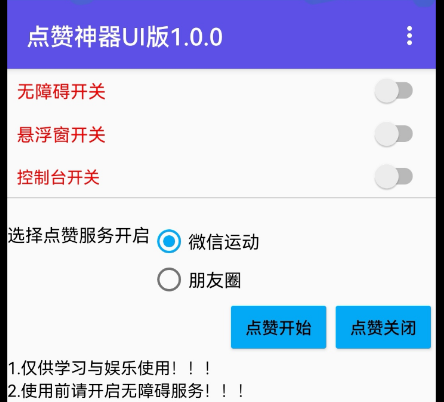 点赞神器UI版1.0.0
无障碍开关
悬浮窗开关
控制台开关
选择点赞服务开启
微信运动
朋友圈
点赞开始 点赞关闭
1.仅供学习与娱乐使用！！！
2.使用前请开启无障碍服务！！！